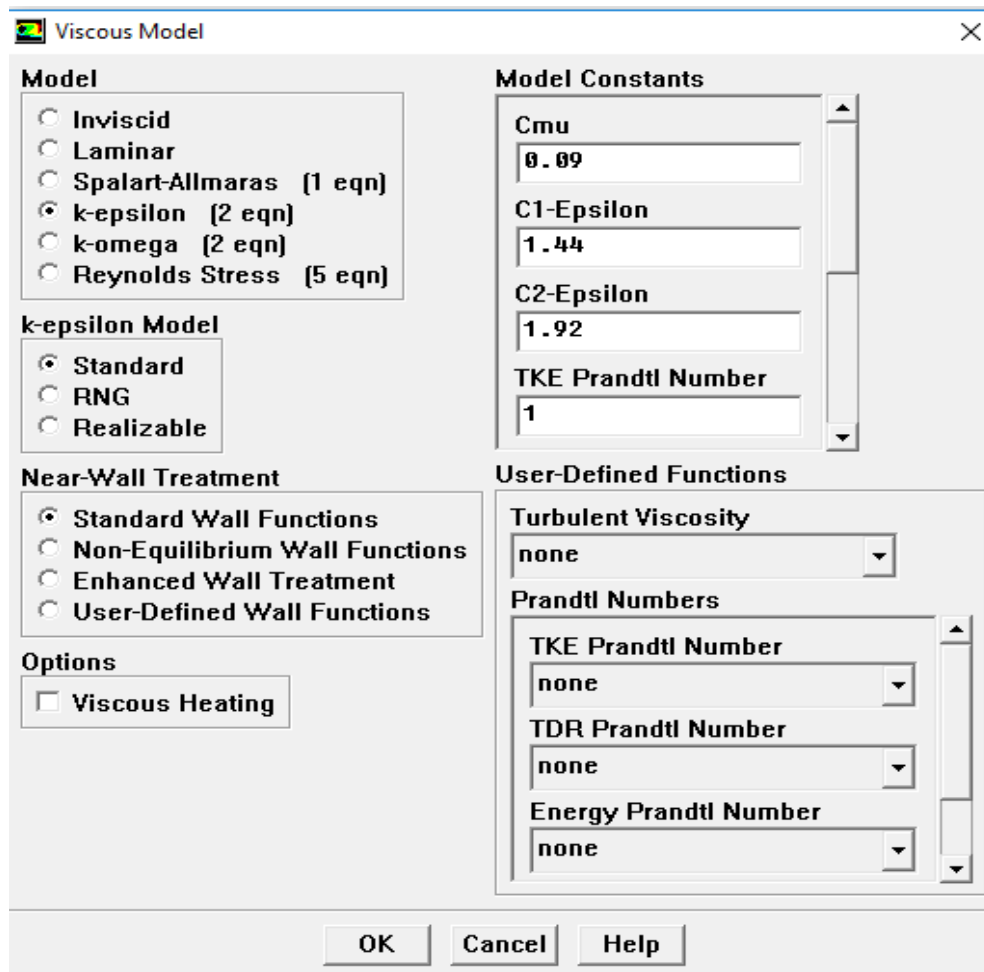 Viscous Model
Model
Inviscid
Laminar
Spalart-Allmaras (1 eqn)
k-epsilon (2 eqn)
k-omega (2 eqn)
Reynolds Stress (5 eqn)
k-epsilon Model
Standard
RNG
Realizable
Near-Wall Treatment
Standard Wall Functions
Non-Equilibrium Wall Functions
Enhanced Wall Treatment
User-Defined Wall Functions
Options
Viscous Heating
Model Constants
Cmu
0.09
C1-Epsilon
1.44
C2-Epsilon
1.92
TKE Prandtl Number
1
User-Defined Functions
Turbulent Viscosity
none
Prandtl Numbers
TKE Prandtl Number
none
TDR Prandtl Number
none
Energy Prandtl Number
none
OK
Cancel
Help